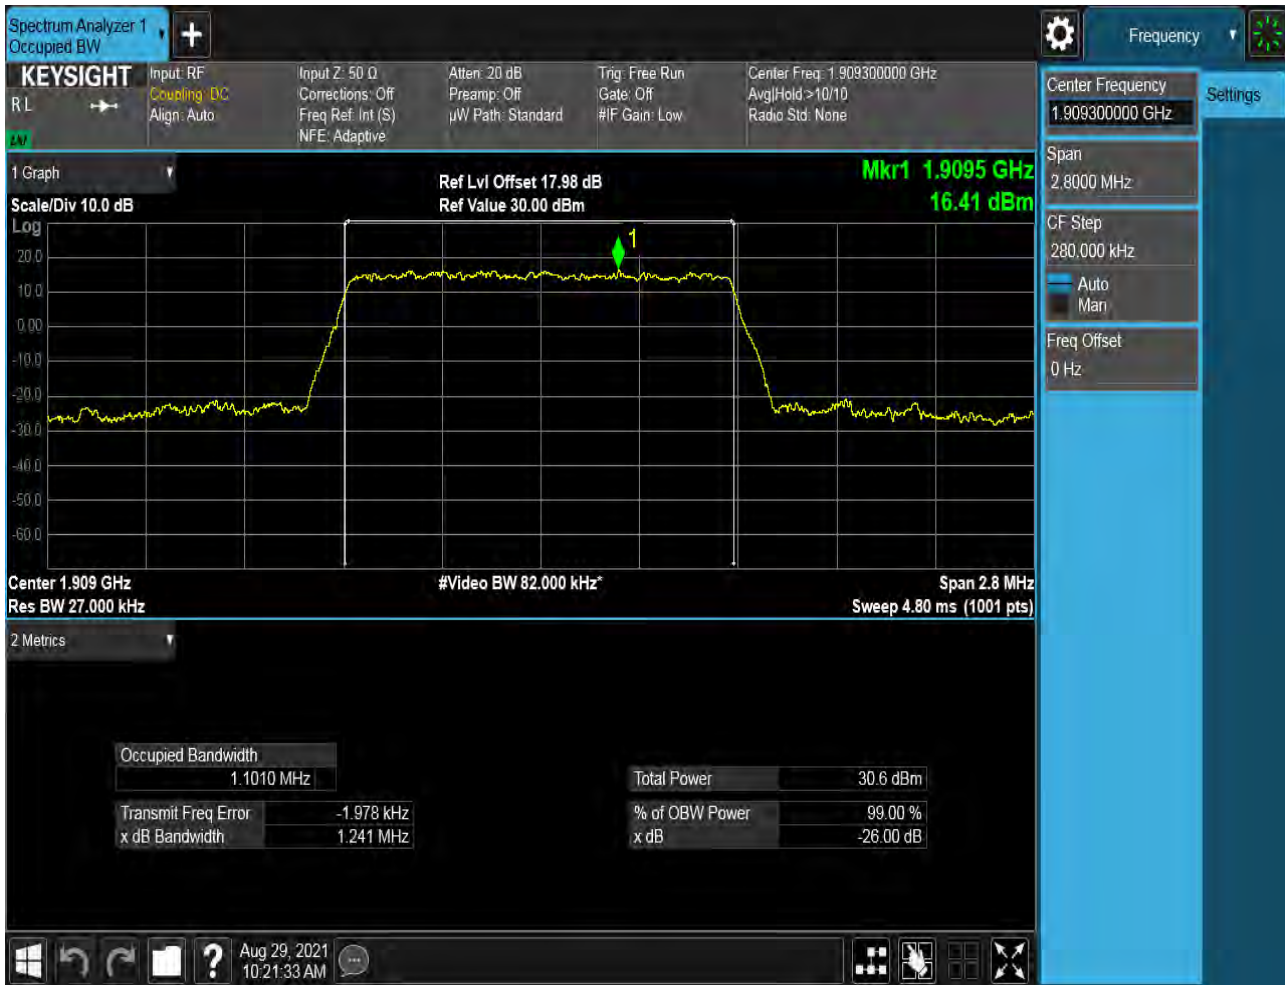 Spectrum Analyzer 1
Occupied BW
Frequency
KEYSIGHT
R L
LXI
Input: RF
Coupling: DC
Align: Auto
Input Z: 50 Ω
Corrections: Off
Freq Ref: Int (S)
NFE: Adaptive
Atten: 20 dB
Preamp: Off
µW Path: Standard
Trig: Free Run
Gate: Off
#IF Gain: Low
Center Freq: 1.909300000 GHz
Avg|Hold:>10/10
Radio Std: None
Center Frequency
1.909300000 GHz
Settings
Span
2.8000 MHz
CF Step
280.000 kHz
Auto
Man
Freq Offset
0 Hz
1 Graph
Scale/Div 10.0 dB
Ref Lvl Offset 17.98 dB
Ref Value 30.00 dBm
Mkr1 1.9095 GHz
16.41 dBm
Log
1
20.0
10.0
0.00
-10.0
-20.0
-30.0
-40.0
-50.0
-60.0
Center 1.909 GHz
#Video BW 82.000 kHz*
Span 2.8 MHz
Res BW 27.000 kHz
Sweep 4.80 ms (1001 pts)
2 Metrics
Occupied Bandwidth
1.1010 MHz
Transmit Freq Error -1.978 kHz
x dB Bandwidth 1.241 MHz
Total Power 30.6 dBm
% of OBW Power 99.00 %
x dB -26.00 dB
?
Aug 29, 2021
10:21:33 AM